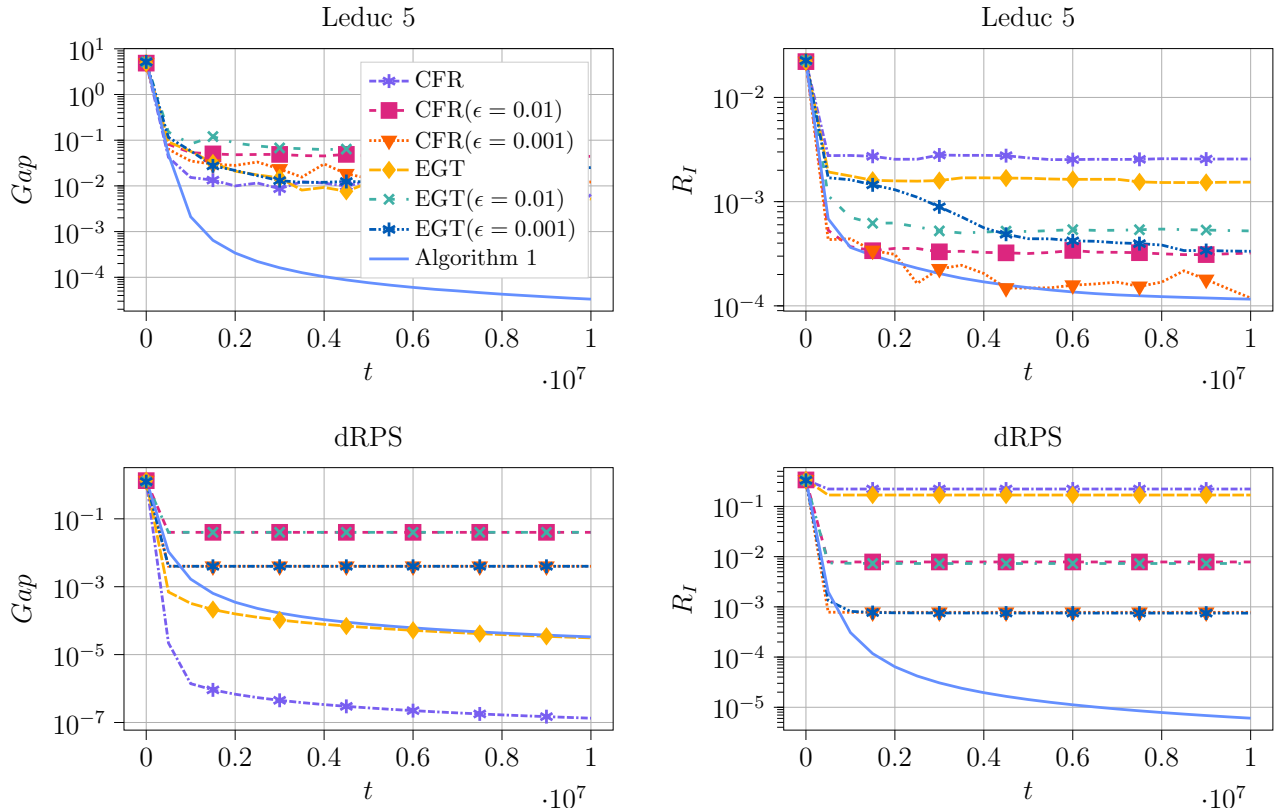 Leduc 5
Gap
10^1
10^0
10^{-1}
10^{-2}
10^{-3}
10^{-4}
CFR
CFR(ϵ = 0.01)
CFR(ϵ = 0.001)
EGT
EGT(ϵ = 0.01)
EGT(ϵ = 0.001)
Algorithm 1
0 0.2 0.4 0.6 0.8 1
t
·10^7
Leduc 5
R_I
10^{-2}
10^{-3}
10^{-4}
0 0.2 0.4 0.6 0.8 1
t
·10^7
dRPS
Gap
10^{-1}
10^{-3}
10^{-5}
10^{-7}
0 0.2 0.4 0.6 0.8 1
t
·10^7
dRPS
R_I
10^{-1}
10^{-2}
10^{-3}
10^{-4}
10^{-5}
0 0.2 0.4 0.6 0.8 1
t
·10^7